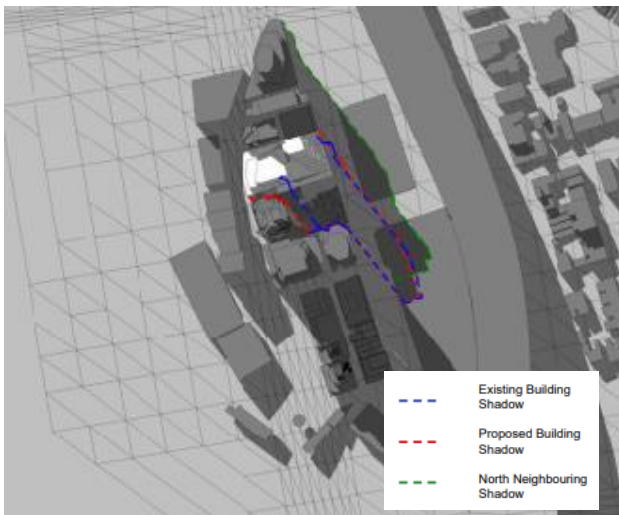 Existing Building
Shadow
Proposed Building
Shadow
North Neighbouring
Shadow